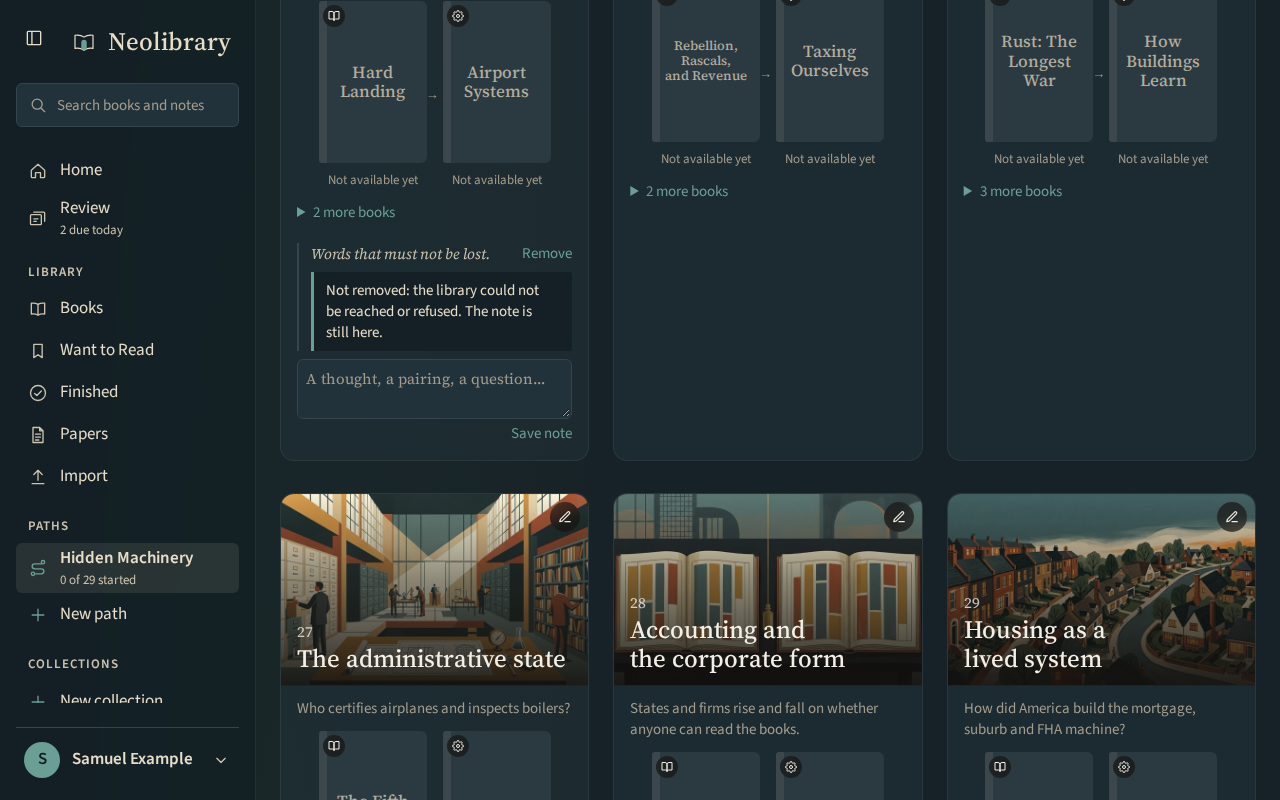 Neolibrary
Search books and notes
Home
Review
2 due today
LIBRARY
Books
Want to Read
Finished
Papers
Import
PATHS
Hidden Machinery
0 of 29 started
New path
COLLECTIONS
New collection
S
Samuel Example
Hard
Landing
→
Airport
Systems
Not available yet
Not available yet
2 more books
Words that must not be lost.
Remove
Not removed: the library could not
be reached or refused. The note is
still here.
A thought, a pairing, a question...
Save note
Rebellion,
Rascals,
and Revenue
→
Taxing
Ourselves
Not available yet
Not available yet
2 more books
Rust: The
Longest
War
→
How
Buildings
Learn
Not available yet
Not available yet
3 more books
27
The administrative state
Who certifies airplanes and inspects boilers?
The Fifth
28
Accounting and
the corporate form
States and firms rise and fall on whether
anyone can read the books.
29
Housing as a
lived system
How did America build the mortgage,
suburb and FHA machine?